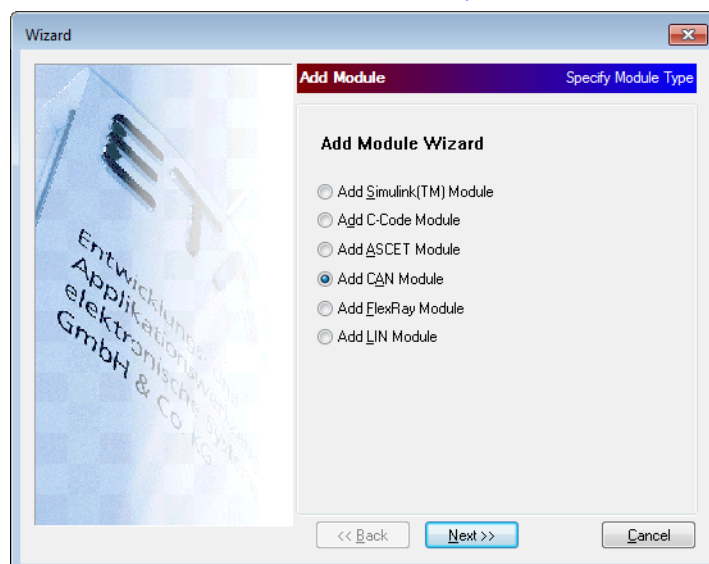 Wizard
Add Module Specify Module Type
Add Module Wizard
Add Simulink(TM) Module
Add C-Code Module
Add ASCET Module
Add CAN Module
Add FlexRay Module
Add LIN Module
ET
Entwicklungs- und
Applikationswerkzeuge
elektronische Systeme
GmbH & Co. KG
<< Back
Next >>
Cancel